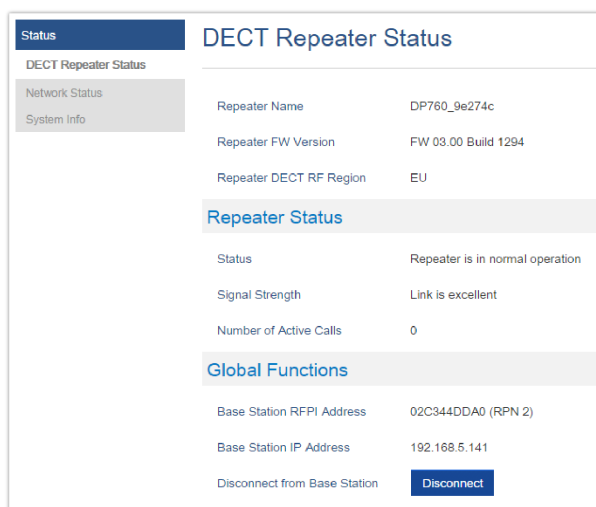 Status
DECT Repeater Status
Network Status
System Info
DECT Repeater Status
Repeater Name DP760_9e274c
Repeater FW Version FW 03.00 Build 1294
Repeater DECT RF Region EU
Repeater Status
Status Repeater is in normal operation
Signal Strength Link is excellent
Number of Active Calls 0
Global Functions
Base Station RFPI Address 02C344DDA0 (RPN 2)
Base Station IP Address 192.168.5.141
Disconnect from Base Station Disconnect